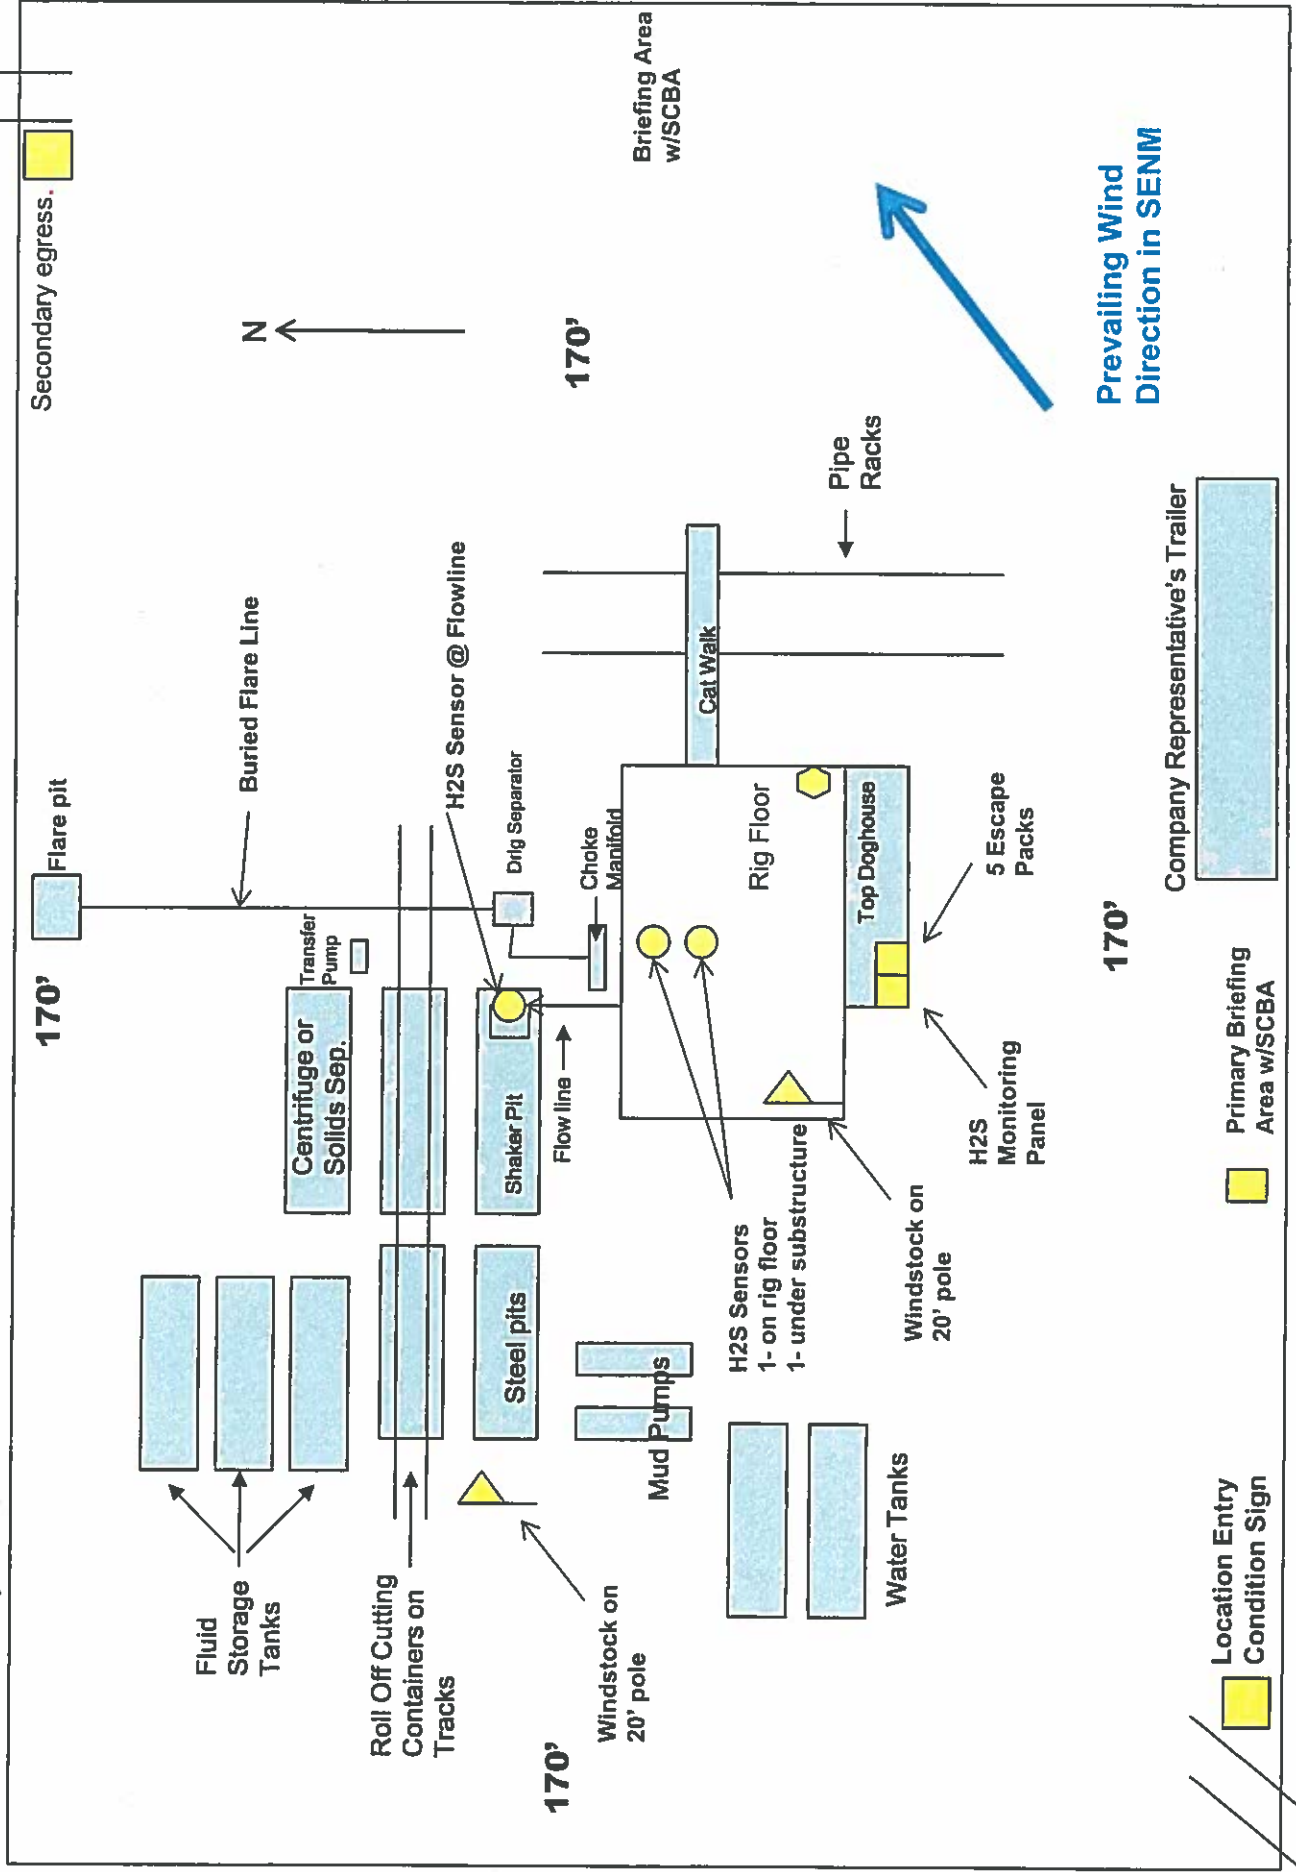 Secondary egress.
170'
Flare pit
Buried Flare Line
N
Fluid
Storage
Tanks
Centrifuge or
Solids Sep.
Transfer
Pump
Roll Off Cutting
Containers on
Tracks
H2S Sensor @ Flowline
Steel pits
Shaker Pit
Drlg Separator
Flow line
Choke
Manifold
170'
170'
Briefing Area
w/SCBA
Windstock on
20' pole
Mud Pumps
Cat Walk
Rig Floor
Pipe
Racks
H2S Sensors
1- on rig floor
1- under substructure
Top Doghouse
Water Tanks
Windstock on
20' pole
H2S
Monitoring
Panel
5 Escape
Packs
170'
Prevailing Wind
Direction in SENM
Company Representative's Trailer
Location Entry
Condition Sign
Primary Briefing
Area w/SCBA